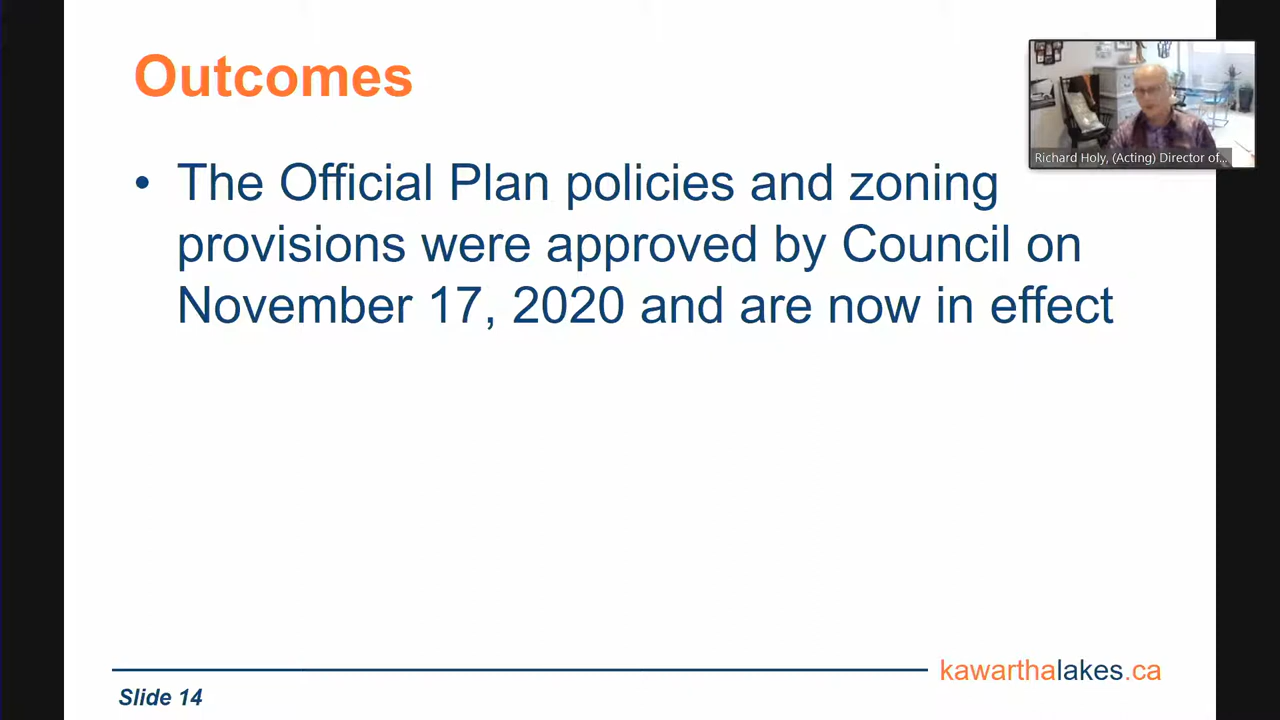 Outcomes
Richard Holy, (Acting) Director of...
• The Official Plan policies and zoning
provisions were approved by Council on
November 17, 2020 and are now in effect
kawarthalakes.ca
Slide 14